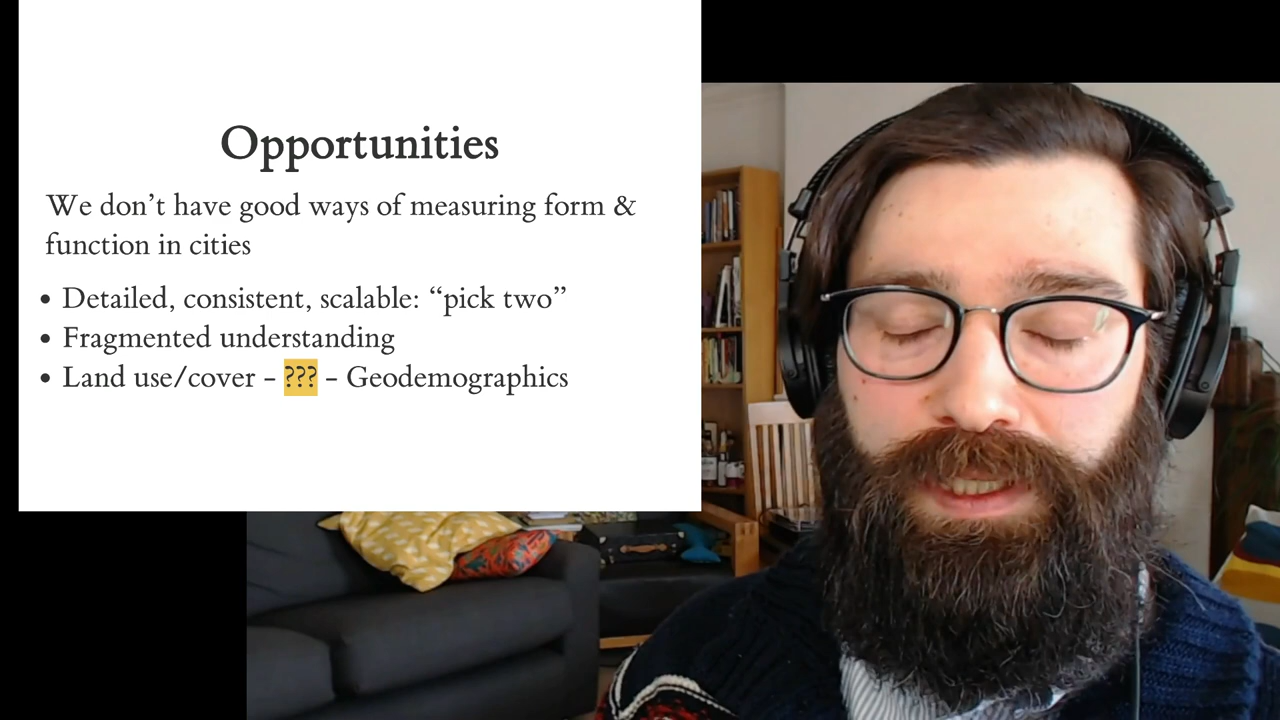 Opportunities
We don’t have good ways of measuring form &
function in cities
• Detailed, consistent, scalable: “pick two”
• Fragmented understanding
• Land use/cover – ??? – Geodemographics